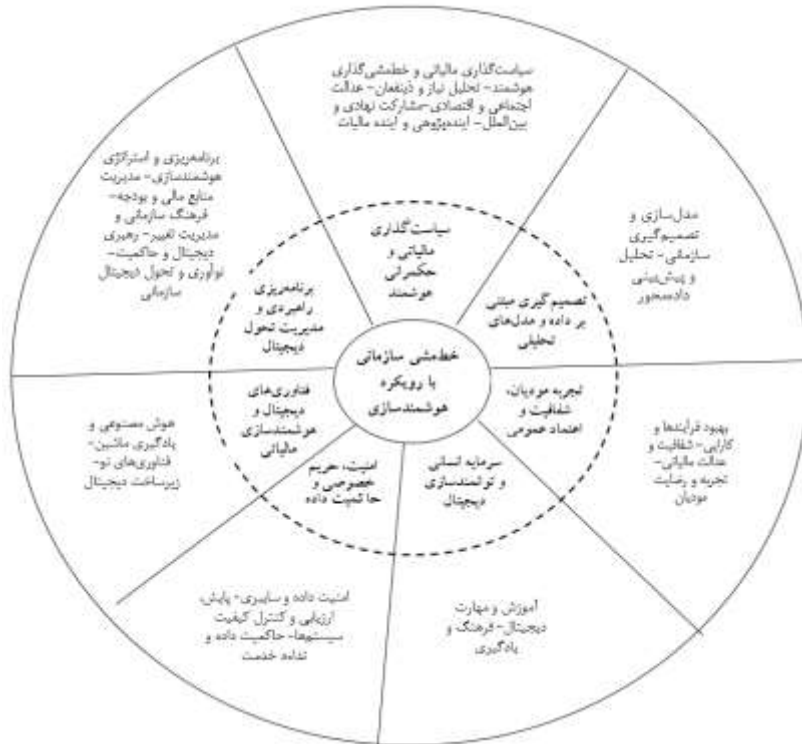 سیاست‌گذاری مالیاتی و خط‌مشی‌گذاری
هوشمند- تحلیل نیاز و ذینفعان- عدالت
اجتماعی و اقتصادی-مشارکت نهادی و
بین‌الملل- آینده‌پژوهی و آینده مالیات
مدل‌سازی و
تصمیم‌گیری
سازمانی- تحلیل
و پیش‌بینی
داده‌محور
بهبود فرآیندها و
کارایی- شفافیت و
عدالت مالیاتی-
تجربه و رضایت
مودیان
آموزش و مهارت
دیجیتال- فرهنگ و
یادگیری
امنیت داده و سایبری- پایش،
ارزیابی و کنترل کیفیت
سیستم‌ها- حاکمیت داده و
تداوم خدمت
هوش مصنوعی و
یادگیری ماشین-
فناوری‌های نو-
زیرساخت دیجیتال
برنامه‌ریزی و استراتژی
هوشمندسازی- مدیریت
منابع مالی و بودجه-
فرهنگ سازمانی و
مدیریت تغییر- رهبری
دیجیتال و حاکمیت-
نوآوری و تحول دیجیتال
سازمانی
سیاست‌گذاری
مالیاتی و
حکمرانی
هوشمند
تصمیم‌گیری مبتنی
بر داده و مدل‌های
تحلیلی
تجربه مودیان،
شفافیت و
اعتماد عمومی
سرمایه انسانی
و توانمندسازی
دیجیتال
امنیت، حریم
خصوصی و
حاکمیت داده
فناوری‌های
دیجیتال و
هوشمندسازی
مالیاتی
برنامه‌ریزی
راهبردی و
مدیریت تحول
دیجیتال
خط‌مشی سازمانی
با رویکرد
هوشمندسازی